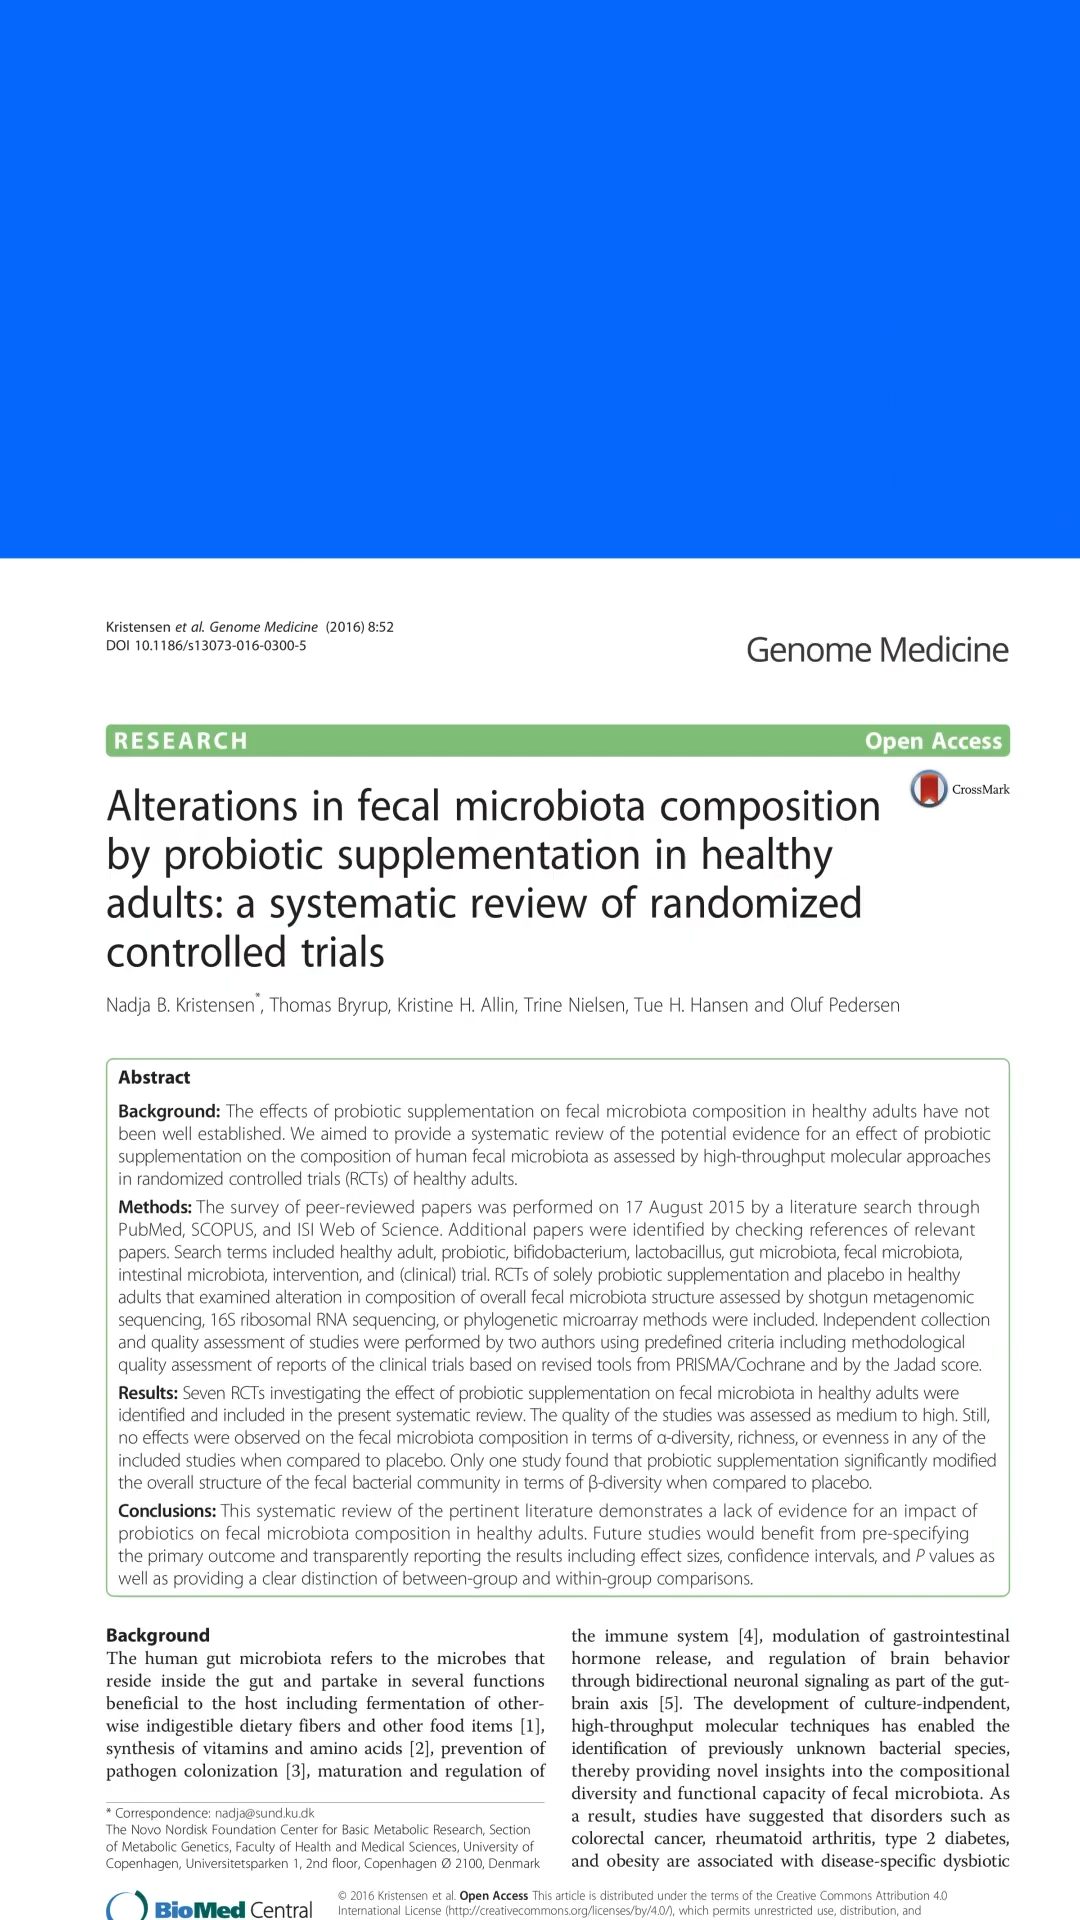 Kristensen et al. Genome Medicine (2016) 8:52
DOI 10.1186/s13073-016-0300-5
Genome Medicine
RESEARCH
Open Access
CrossMark
Alterations in fecal microbiota composition
by probiotic supplementation in healthy
adults: a systematic review of randomized
controlled trials
Nadja B. Kristensen*, Thomas Bryrup, Kristine H. Allin, Trine Nielsen, Tue H. Hansen and Oluf Pedersen
Abstract
Background: The effects of probiotic supplementation on fecal microbiota composition in healthy adults have not
been well established. We aimed to provide a systematic review of the potential evidence for an effect of probiotic
supplementation on the composition of human fecal microbiota as assessed by high-throughput molecular approaches
in randomized controlled trials (RCTs) of healthy adults.
Methods: The survey of peer-reviewed papers was performed on 17 August 2015 by a literature search through
PubMed, SCOPUS, and ISI Web of Science. Additional papers were identified by checking references of relevant
papers. Search terms included healthy adult, probiotic, bifidobacterium, lactobacillus, gut microbiota, fecal microbiota,
intestinal microbiota, intervention, and (clinical) trial. RCTs of solely probiotic supplementation and placebo in healthy
adults that examined alteration in composition of overall fecal microbiota structure assessed by shotgun metagenomic
sequencing, 16S ribosomal RNA sequencing, or phylogenetic microarray methods were included. Independent collection
and quality assessment of studies were performed by two authors using predefined criteria including methodological
quality assessment of reports of the clinical trials based on revised tools from PRISMA/Cochrane and by the Jadad score.
Results: Seven RCTs investigating the effect of probiotic supplementation on fecal microbiota in healthy adults were
identified and included in the present systematic review. The quality of the studies was assessed as medium to high. Still,
no effects were observed on the fecal microbiota composition in terms of α-diversity, richness, or evenness in any of the
included studies when compared to placebo. Only one study found that probiotic supplementation significantly modified
the overall structure of the fecal bacterial community in terms of β-diversity when compared to placebo.
Conclusions: This systematic review of the pertinent literature demonstrates a lack of evidence for an impact of
probiotics on fecal microbiota composition in healthy adults. Future studies would benefit from pre-specifying
the primary outcome and transparently reporting the results including effect sizes, confidence intervals, and P values as
well as providing a clear distinction of between-group and within-group comparisons.
Background
The human gut microbiota refers to the microbes that
reside inside the gut and partake in several functions
beneficial to the host including fermentation of other-
wise indigestible dietary fibers and other food items [1],
synthesis of vitamins and amino acids [2], prevention of
pathogen colonization [3], maturation and regulation of
the immune system [4], modulation of gastrointestinal
hormone release, and regulation of brain behavior
through bidirectional neuronal signaling as part of the gut-
brain axis [5]. The development of culture-indpendent,
high-throughput molecular techniques has enabled the
identification of previously unknown bacterial species,
thereby providing novel insights into the compositional
diversity and functional capacity of fecal microbiota. As
a result, studies have suggested that disorders such as
colorectal cancer, rheumatoid arthritis, type 2 diabetes,
and obesity are associated with disease-specific dysbiotic
* Correspondence: nadja@sund.ku.dk
The Novo Nordisk Foundation Center for Basic Metabolic Research, Section
of Metabolic Genetics, Faculty of Health and Medical Sciences, University of
Copenhagen, Universitetsparken 1, 2nd floor, Copenhagen Ø 2100, Denmark
BioMed Central
© 2016 Kristensen et al. Open Access This article is distributed under the terms of the Creative Commons Attribution 4.0
International License (http://creativecommons.org/licenses/by/4.0/), which permits unrestricted use, distribution, and